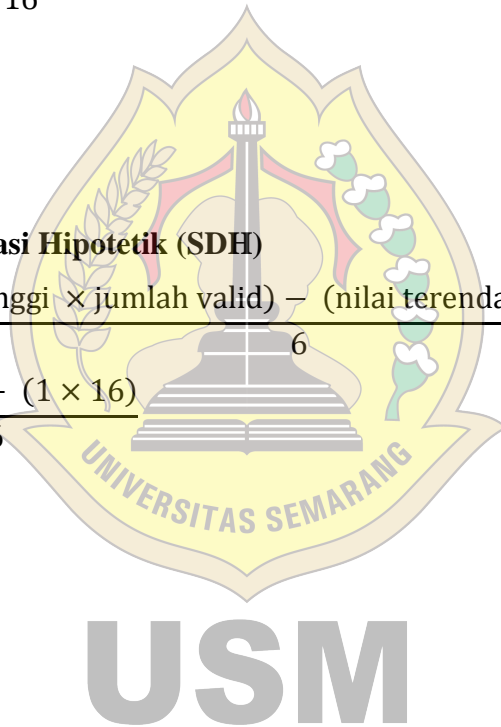 16
asi Hipotetik (SDH)
nggi × jumlah valid) − (nilai terenda
6
(1 × 16)
UNIVERSITAS SEMARANG
USM